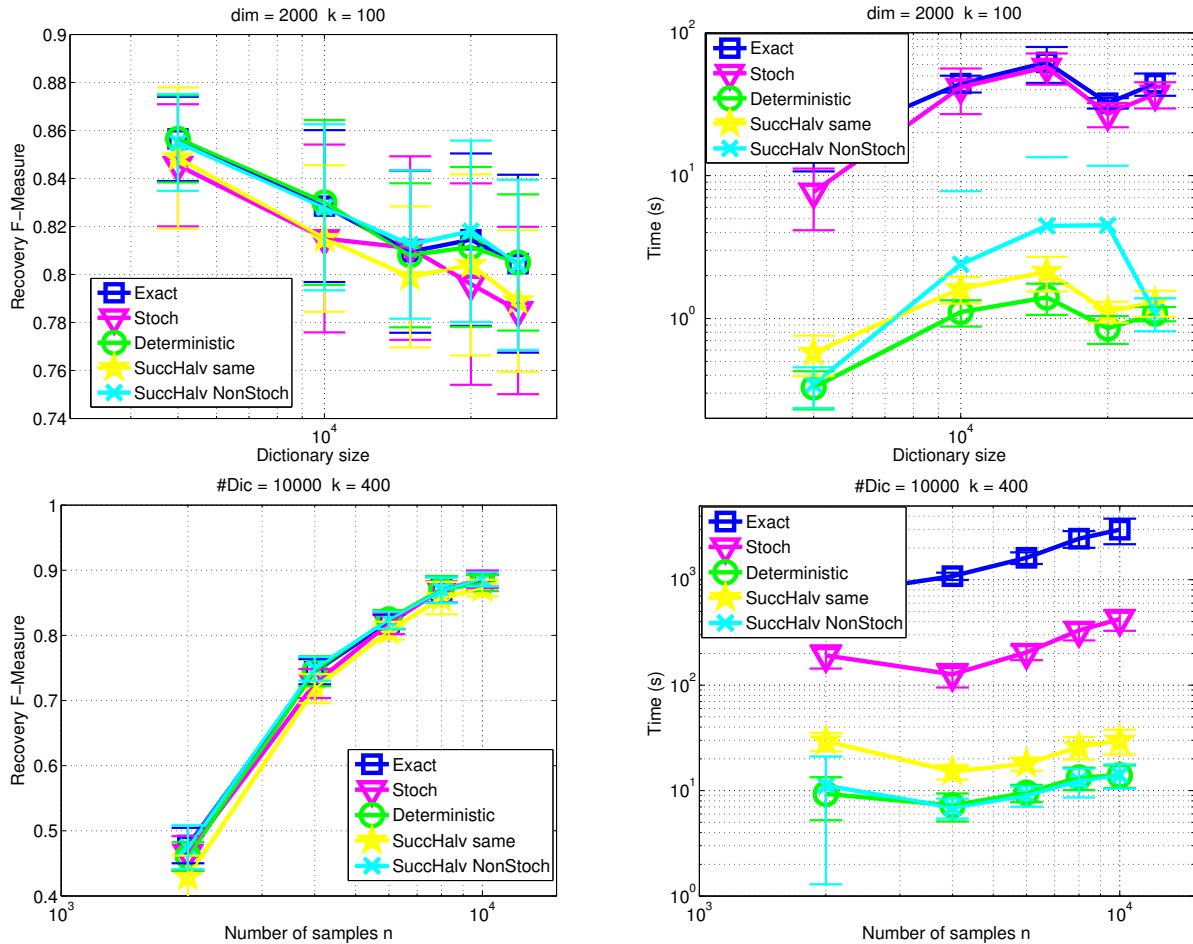 dim = 2000 k = 100
Recovery F-Measure
0.9
0.88
0.86
0.84
0.82
0.8
0.78
0.76
0.74
Exact
Stoch
Deterministic
SuccHalv same
SuccHalv NonStoch
10^4
Dictionary size
dim = 2000 k = 100
Time (s)
10^2
10^1
10^0
Exact
Stoch
Deterministic
SuccHalv same
SuccHalv NonStoch
10^4
Dictionary size
#Dic = 10000 k = 400
Recovery F-Measure
1
0.9
0.8
0.7
0.6
0.5
0.4
Exact
Stoch
Deterministic
SuccHalv same
SuccHalv NonStoch
10^3
10^4
Number of samples n
#Dic = 10000 k = 400
Time (s)
10^3
10^2
10^1
10^0
Exact
Stoch
Deterministic
SuccHalv same
SuccHalv NonStoch
10^3
10^4
Number of samples n